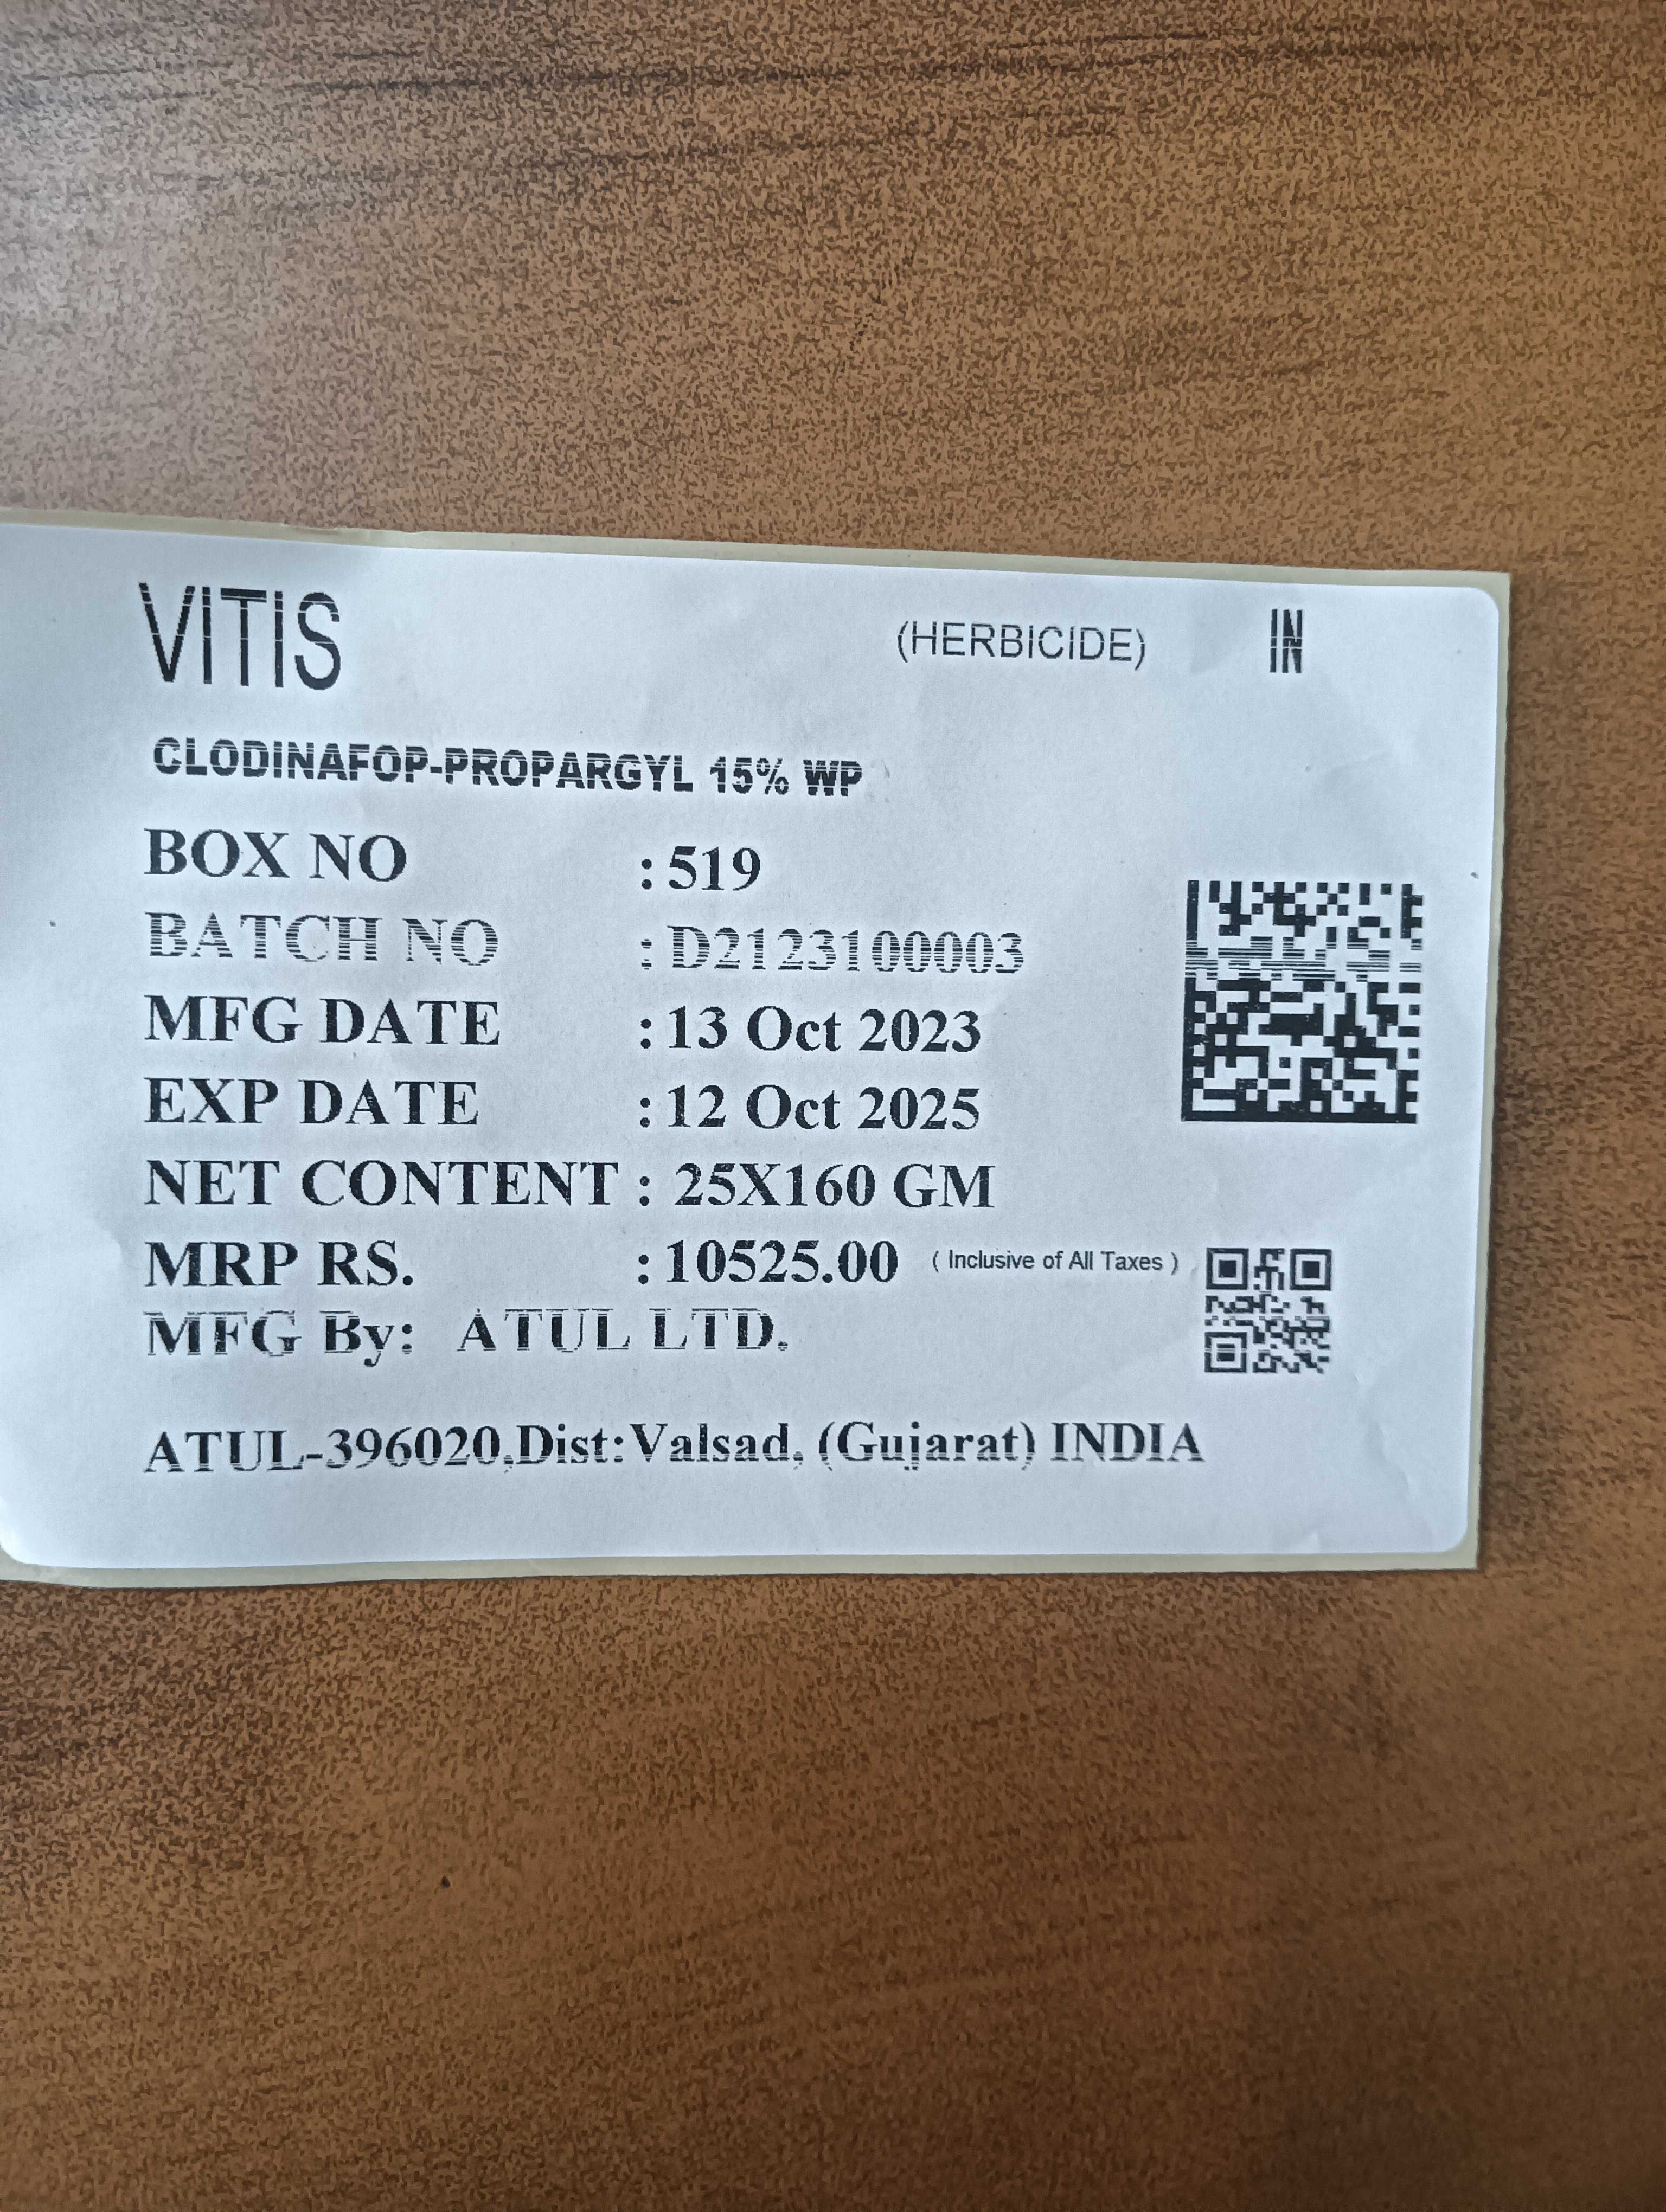 VITIS (HERBICIDE) IN
CLODINAFOP-PROPARGYL 15% WP
BOX NO : 519
BATCH NO : D2123100003
MFG DATE : 13 Oct 2023
EXP DATE : 12 Oct 2025
NET CONTENT : 25X160 GM
MRP RS. : 10525.00 ( Inclusive of All Taxes )
MFG By: ATUL LTD.
ATUL-396020,Dist:Valsad, (Gujarat) INDIA